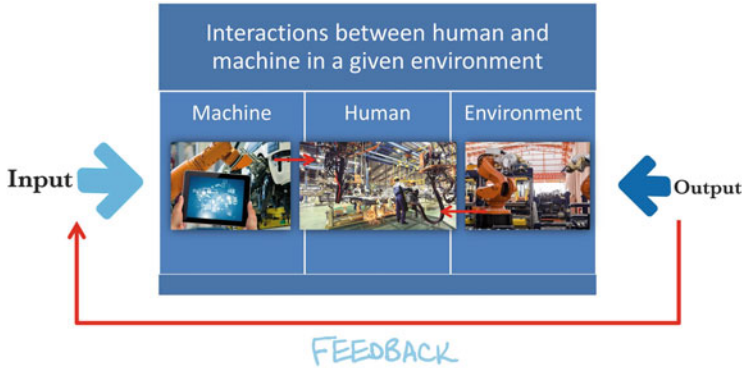 Interactions between human and
machine in a given environment
Machine
Human
Environment
Input
Output
FEEDBACK